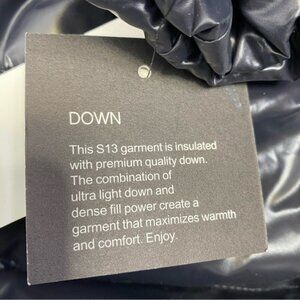 DOWN
This S13 garment is insulated
with premium quality down.
The combination of
ultra light down and
dense fill power create a
garment that maximizes warmth
and comfort. Enjoy.